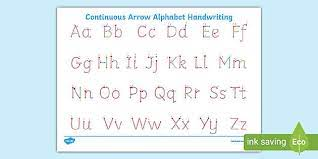 Continuous Arrow Alphabet Handwriting
Aa Bb Cc Dd Ee Ff
Gg Hh Ii Jj Kk Ll Mm
Nn Oo Pp Qq Rr Ss Tt
Uu Vv Ww Xx Yy Zz
ink saving Eco